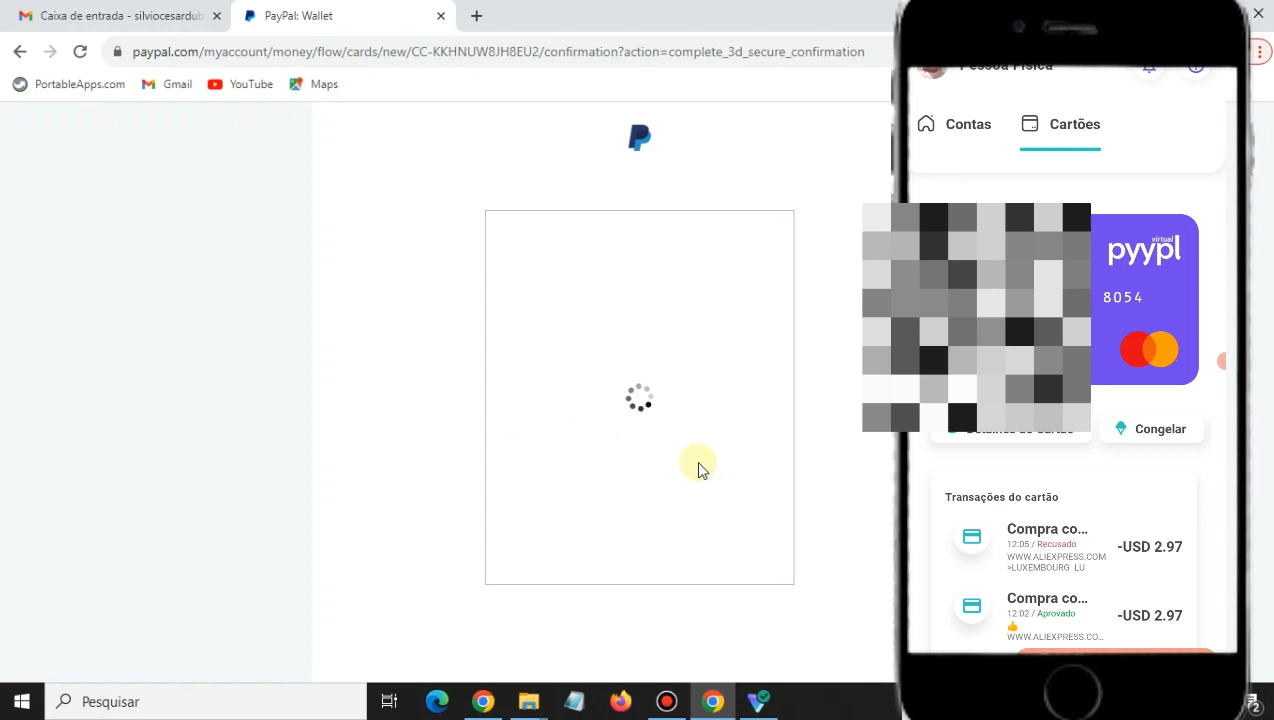 Caixa de entrada - silviocesardub
PayPal: Wallet
paypal.com/myaccount/money/flow/cards/new/CC-KKHNUW8JH8EU2/confirmation?action=complete_3d_secure_confirmation
PortableApps.com
Gmail
YouTube
Maps
Pessoa Física
Contas
Cartões
virtual
pyypl
8054
Congelar
Transações do cartão
Compra co...
12:05 / Recusado
WWW.ALIEXPRESS.COM
>LUXEMBOURG LU
-USD 2.97
Compra co...
12:02 / Aprovado
👍
WWW.ALIEXPRESS.CO...
-USD 2.97
Pesquisar
2